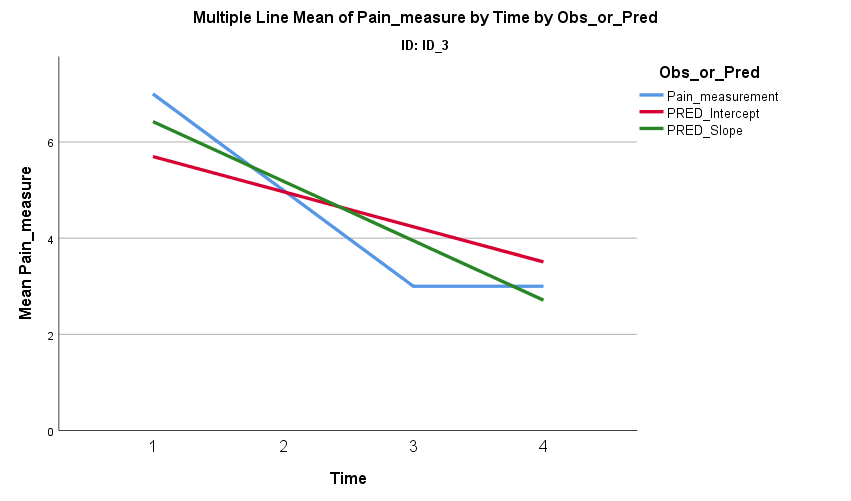 Multiple Line Mean of Pain_measure by Time by Obs_or_Pred
ID: ID_3
Obs_or_Pred
Pain_measurement
PRED_Intercept
PRED_Slope
Mean Pain_measure
6
4
2
0
1 2 3 4
Time